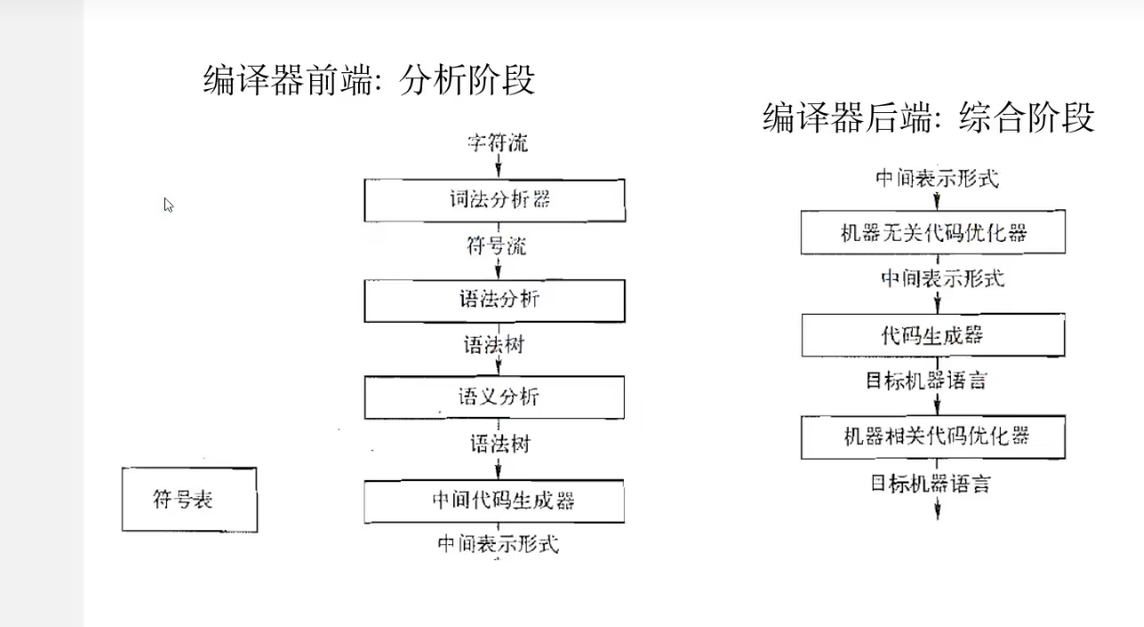 编译器前端: 分析阶段
字符流
词法分析器
符号流
语法分析
语法树
语义分析
语法树
中间代码生成器
中间表示形式
符号表
编译器后端: 综合阶段
中间表示形式
机器无关代码优化器
中间表示形式
代码生成器
目标机器语言
机器相关代码优化器
目标机器语言